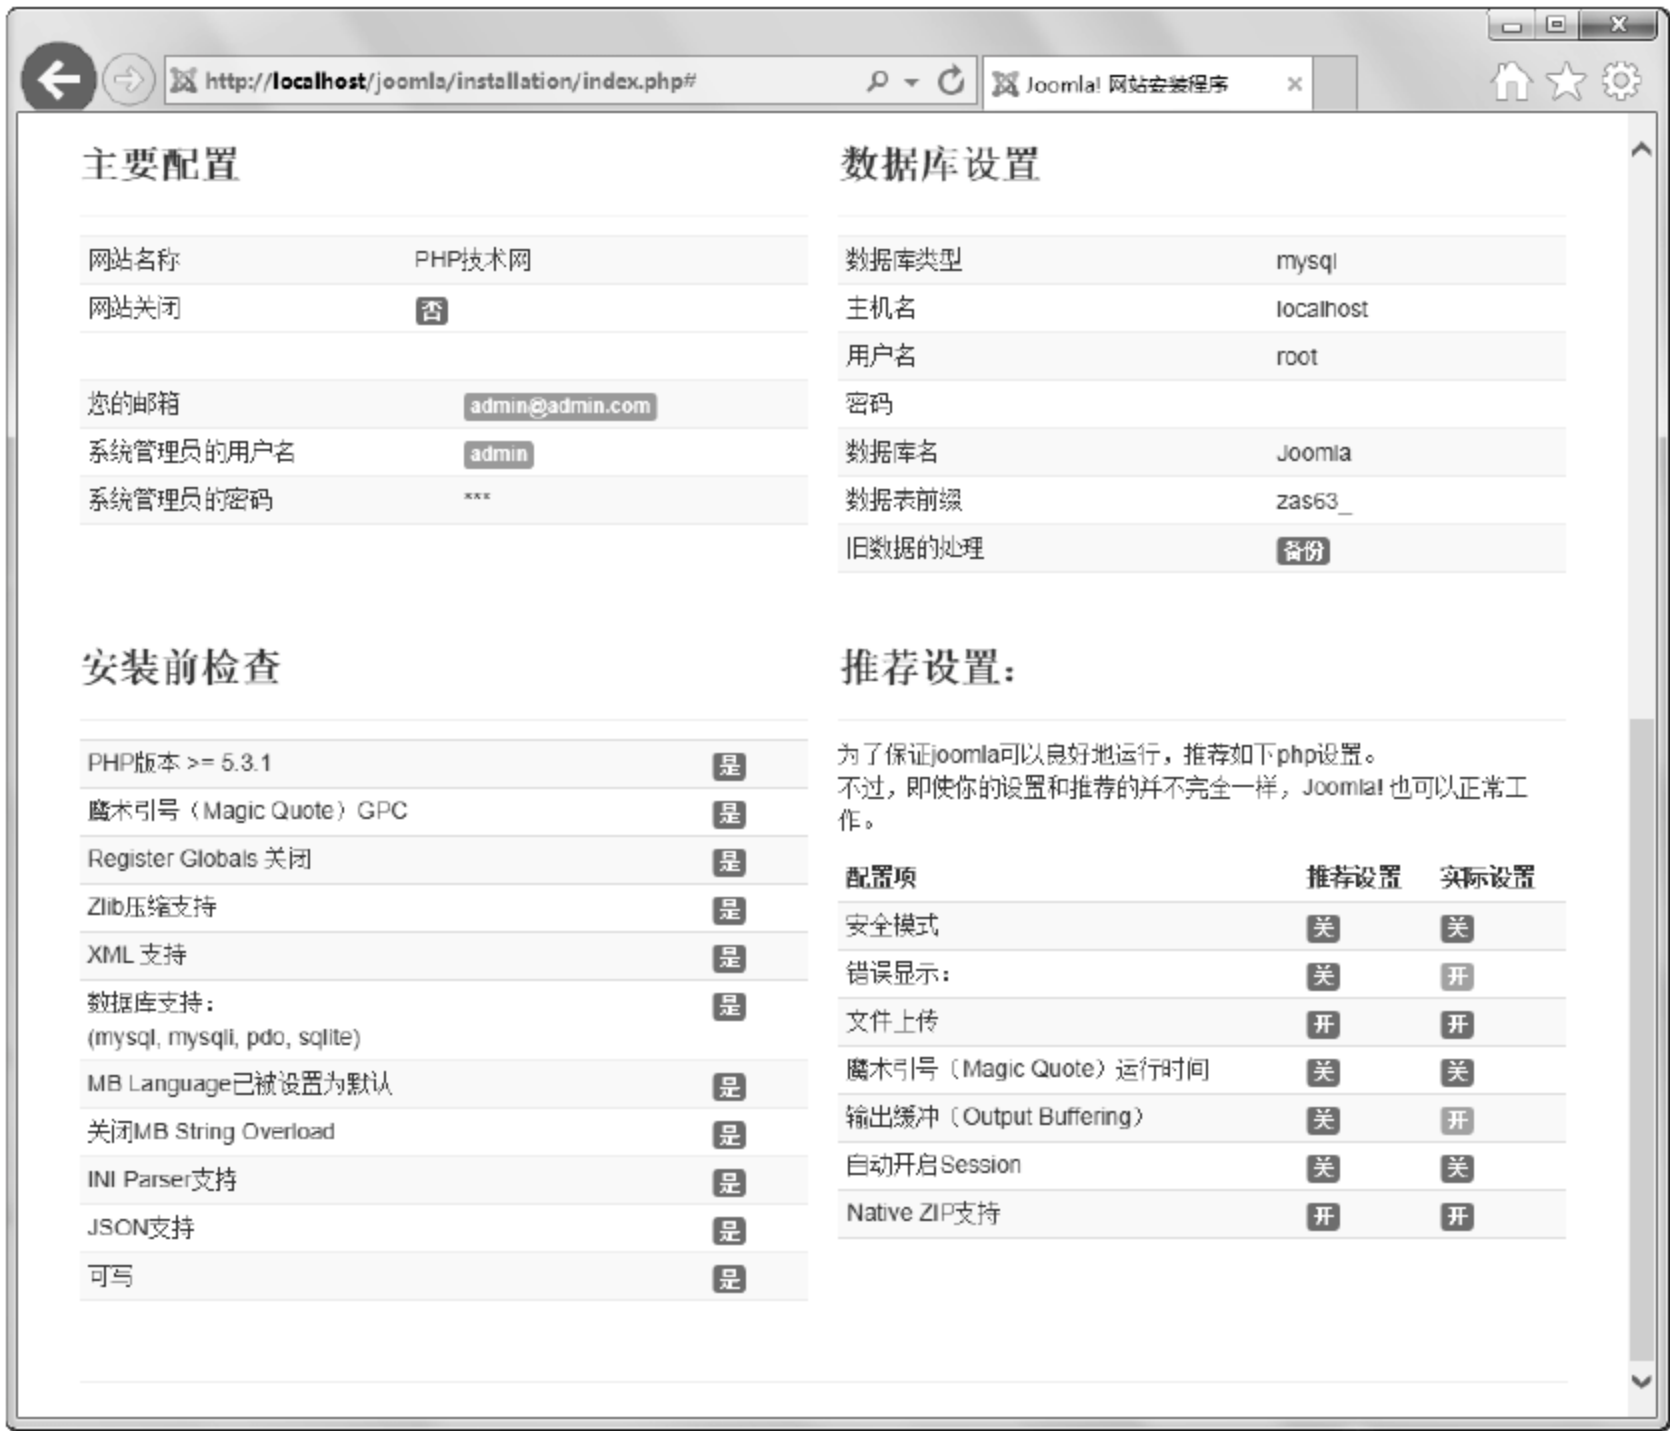 http://localhost/joomla/installation/index.php#
Joomla! 网站安装程序
主要配置
网站名称 PHP技术网
网站关闭 否
您的邮箱 admin@admin.com
系统管理员的用户名 admin
系统管理员的密码 ***
数据库设置
数据库类型 mysql
主机名 localhost
用户名 root
密码
数据库名 Joomla
数据表前缀 zas63_
旧数据的处理 备份
安装前检查
PHP版本 >= 5.3.1 是
魔术引号（Magic Quote）GPC 是
Register Globals 关闭 是
Zlib压缩支持 是
XML 支持 是
数据库支持： 是
(mysql, mysqli, pdo, sqlite)
MB Language已被设置为默认 是
关闭MB String Overload 是
INI Parser支持 是
JSON支持 是
可写 是
推荐设置：
为了保证joomla可以良好地运行，推荐如下php设置。
不过，即使你的设置和推荐的并不完全一样，Joomla! 也可以正常工
作。
配置项 推荐设置 实际设置
安全模式 关 关
错误显示： 关 开
文件上传 开 开
魔术引号（Magic Quote）运行时间 关 关
输出缓冲（Output Buffering） 关 开
自动开启Session 关 关
Native ZIP支持 开 开